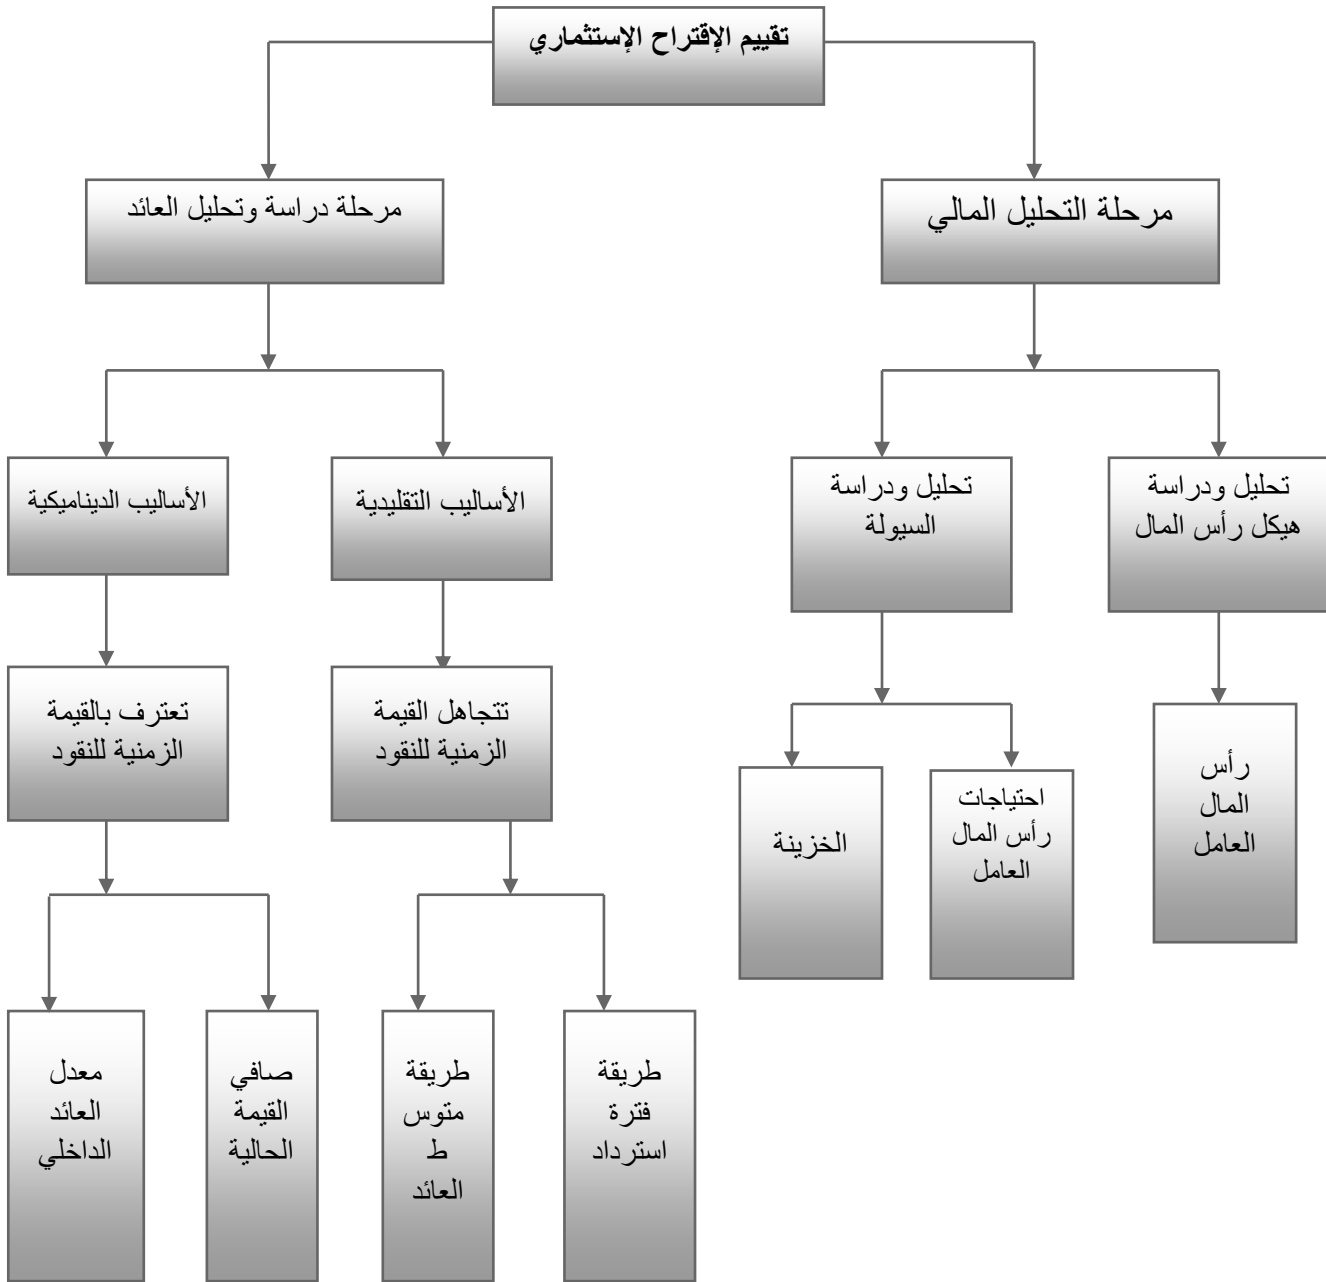 تقييم الإقتراح الإستثماري
مرحلة التحليل المالي
مرحلة دراسة وتحليل العائد
تحليل ودراسة
هيكل رأس المال
تحليل ودراسة
السيولة
الأساليب التقليدية
الأساليب الديناميكية
رأس
المال
العامل
احتياجات
رأس المال
العامل
الخزينة
تتجاهل القيمة
الزمنية للنقود
تعترف بالقيمة
الزمنية للنقود
طريقة
فترة
استرداد
طريقة
متوس
ط
العائد
صافي
القيمة
الحالية
معدل
العائد
الداخلي